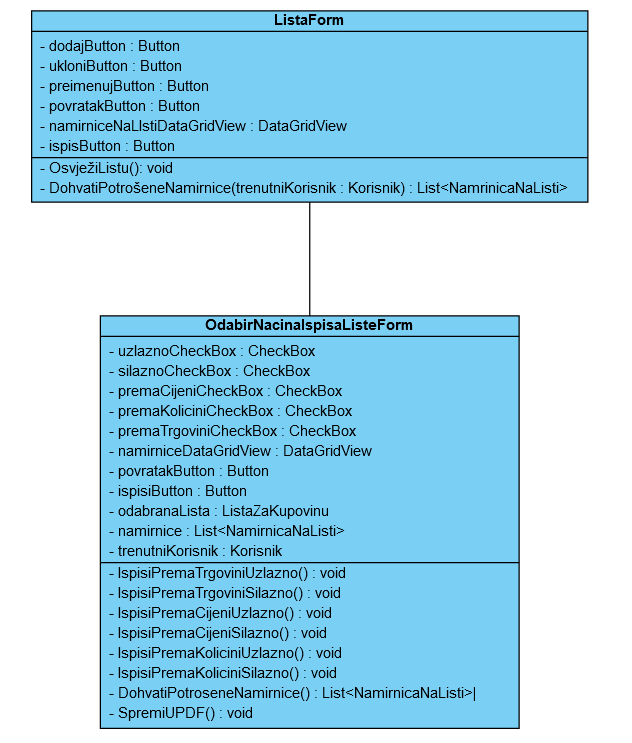 ListaForm
- dodajButton : Button
- ukloniButton : Button
- preimenujButton : Button
- povratakButton : Button
- namirniceNaLIstiDataGridView : DataGridView
- ispisButton : Button
- OsvježiListu(): void
- DohvatiPotrošeneNamirnice(trenutniKorisnik : Korisnik) : List<NamrinicaNaListi>
OdabirNacinaIspisaListeForm
- uzlaznoCheckBox : CheckBox
- silaznoCheckBox : CheckBox
- premaCijeniCheckBox : CheckBox
- premaKoliciniCheckBox : CheckBox
- premaTrgoviniCheckBox : CheckBox
- namirniceDataGridView : DataGridView
- povratakButton : Button
- ispisiButton : Button
- odabranaLista : ListaZaKupovinu
- namirnice : List<NamirnicaNaListi>
- trenutniKorisnik : Korisnik
- IspisiPremaTrgoviniUzlazno() : void
- IspisiPremaTrgoviniSilazno() : void
- IspisiPremaCijeniUzlazno() : void
- IspisiPremaCijeniSilazno() : void
- IspisiPremaKoliciniUzlazno() : void
- IspisiPremaKoliciniSilazno() : void
- DohvatiPotroseneNamirnice() : List<NamirnicaNaListi>|
- SpremiUPDF() : void